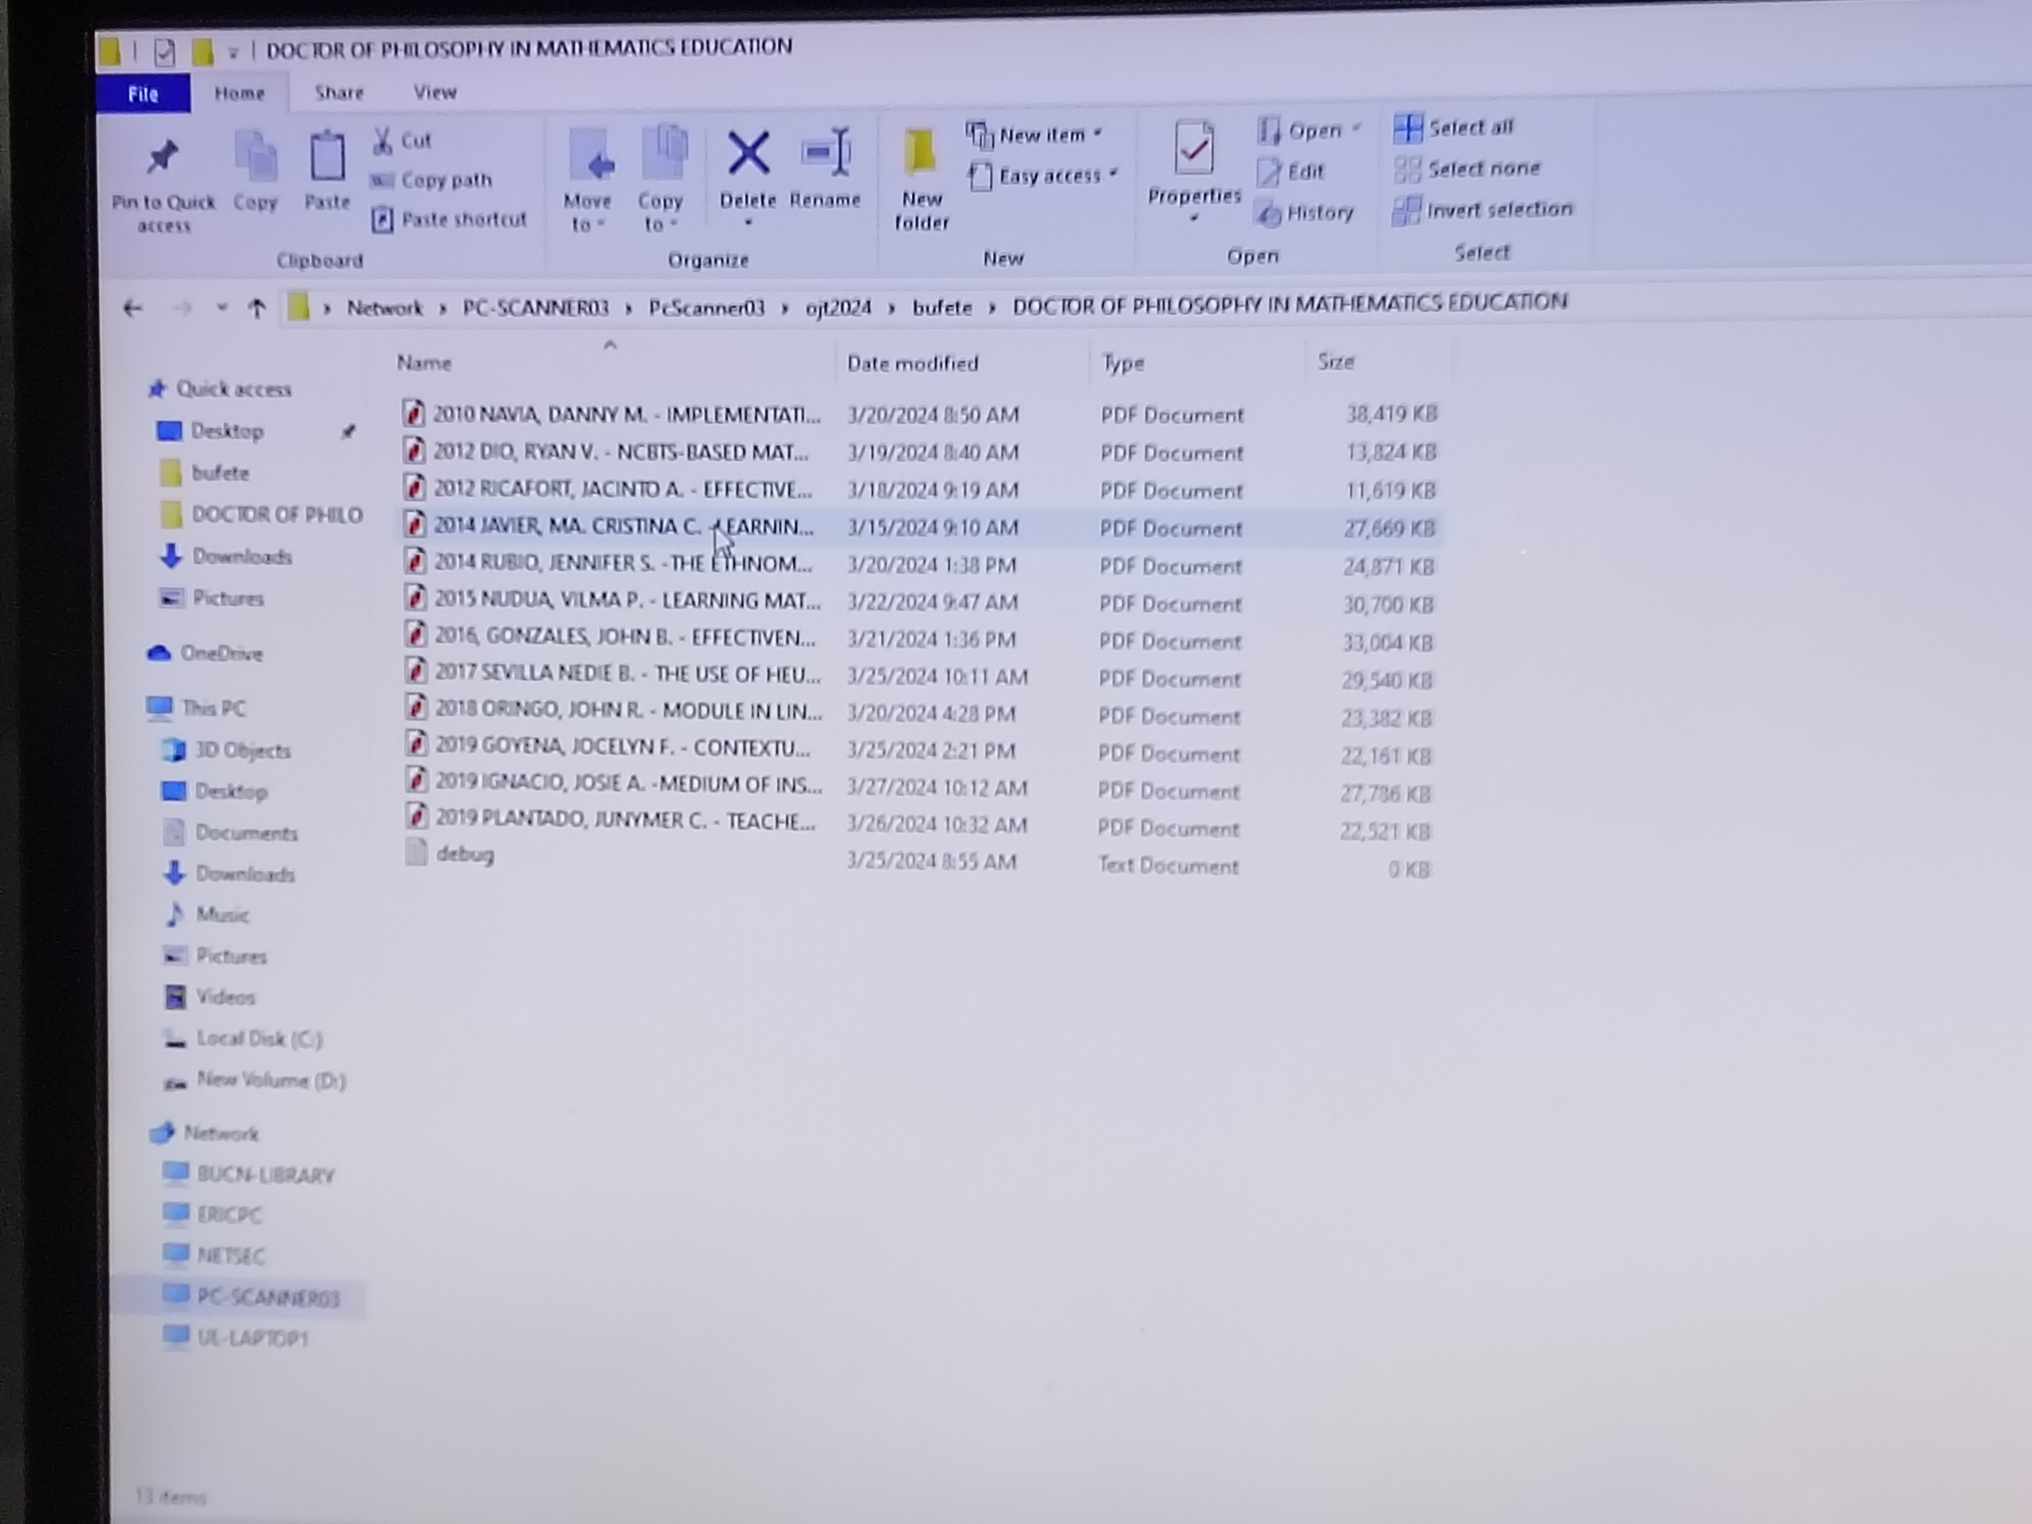 DOCTOR OF PHILOSOPHY IN MATHEMATICS EDUCATION
File Home Share View
Pin to Quick access
Copy
Paste
Cut
Copy path
Paste shortcut
Clipboard
Move to
Copy to
Delete
Rename
Organize
New folder
New item
Easy access
New
Properties
Open
Edit
History
Open
Select all
Select none
Invert selection
Select
Network › PC-SCANNER03 › PcScanner03 › ojt2024 › bufete › DOCTOR OF PHILOSOPHY IN MATHEMATICS EDUCATION
Name Date modified Type Size
2010 NAVIA, DANNY M. - IMPLEMENTATI... 3/20/2024 8:50 AM PDF Document 38,419 KB
2012 DIO, RYAN V. - NCBTS-BASED MAT... 3/19/2024 8:40 AM PDF Document 13,824 KB
2012 RICAFORT, JACINTO A. - EFFECTIVE... 3/18/2024 9:19 AM PDF Document 11,619 KB
2014 JAVIER, MA. CRISTINA C. - LEARNIN... 3/15/2024 9:10 AM PDF Document 27,669 KB
2014 RUBIO, JENNIFER S. -THE ETHNOM... 3/20/2024 1:38 PM PDF Document 24,871 KB
2015 NUDUA, VILMA P. - LEARNING MAT... 3/22/2024 9:47 AM PDF Document 30,700 KB
2016, GONZALES, JOHN B. - EFFECTIVEN... 3/21/2024 1:36 PM PDF Document 33,004 KB
2017 SEVILLA NEDIE B. - THE USE OF HEU... 3/25/2024 10:11 AM PDF Document 29,540 KB
2018 ORINGO, JOHN R. - MODULE IN LIN... 3/20/2024 4:28 PM PDF Document 23,382 KB
2019 GOYENA, JOCELYN F. - CONTEXTU... 3/25/2024 2:21 PM PDF Document 22,161 KB
2019 IGNACIO, JOSIE A. -MEDIUM OF INS... 3/27/2024 10:12 AM PDF Document 27,786 KB
2019 PLANTADO, JUNYMER C. - TEACHE... 3/26/2024 10:32 AM PDF Document 22,521 KB
debug 3/25/2024 8:55 AM Text Document 0 KB
Quick access
Desktop
bufete
DOCTOR OF PHILO
Downloads
Pictures
OneDrive
This PC
3D Objects
Desktop
Documents
Downloads
Music
Pictures
Videos
Local Disk (C:)
New Volume (D:)
Network
BUCN-LIBRARY
ERICPC
NETSEC
PC-SCANNER03
UL-LAPTOP1
13 items